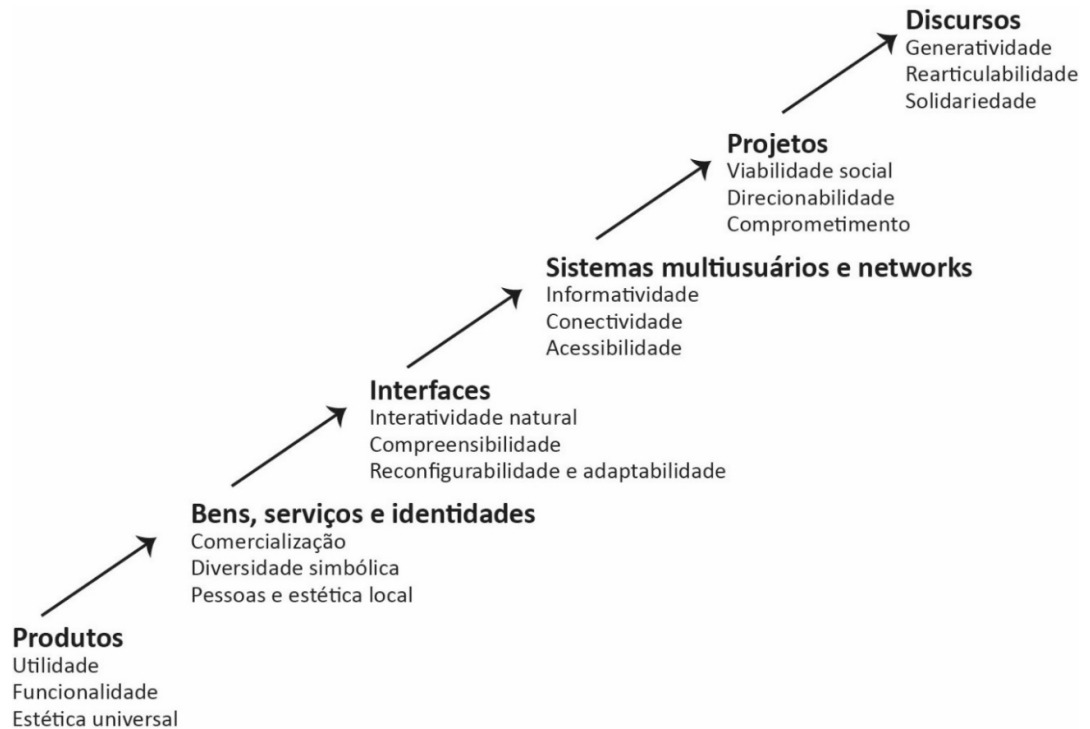 Discursos
Generatividade
Rearticulabilidade
Solidariedade
Projetos
Viabilidade social
Direcionabilidade
Comprometimento
Sistemas multiusuários e networks
Informatividade
Conectividade
Acessibilidade
Interfaces
Interatividade natural
Compreensibilidade
Reconfigurabilidade e adaptabilidade
Bens, serviços e identidades
Comercialização
Diversidade simbólica
Pessoas e estética local
Produtos
Utilidade
Funcionalidade
Estética universal